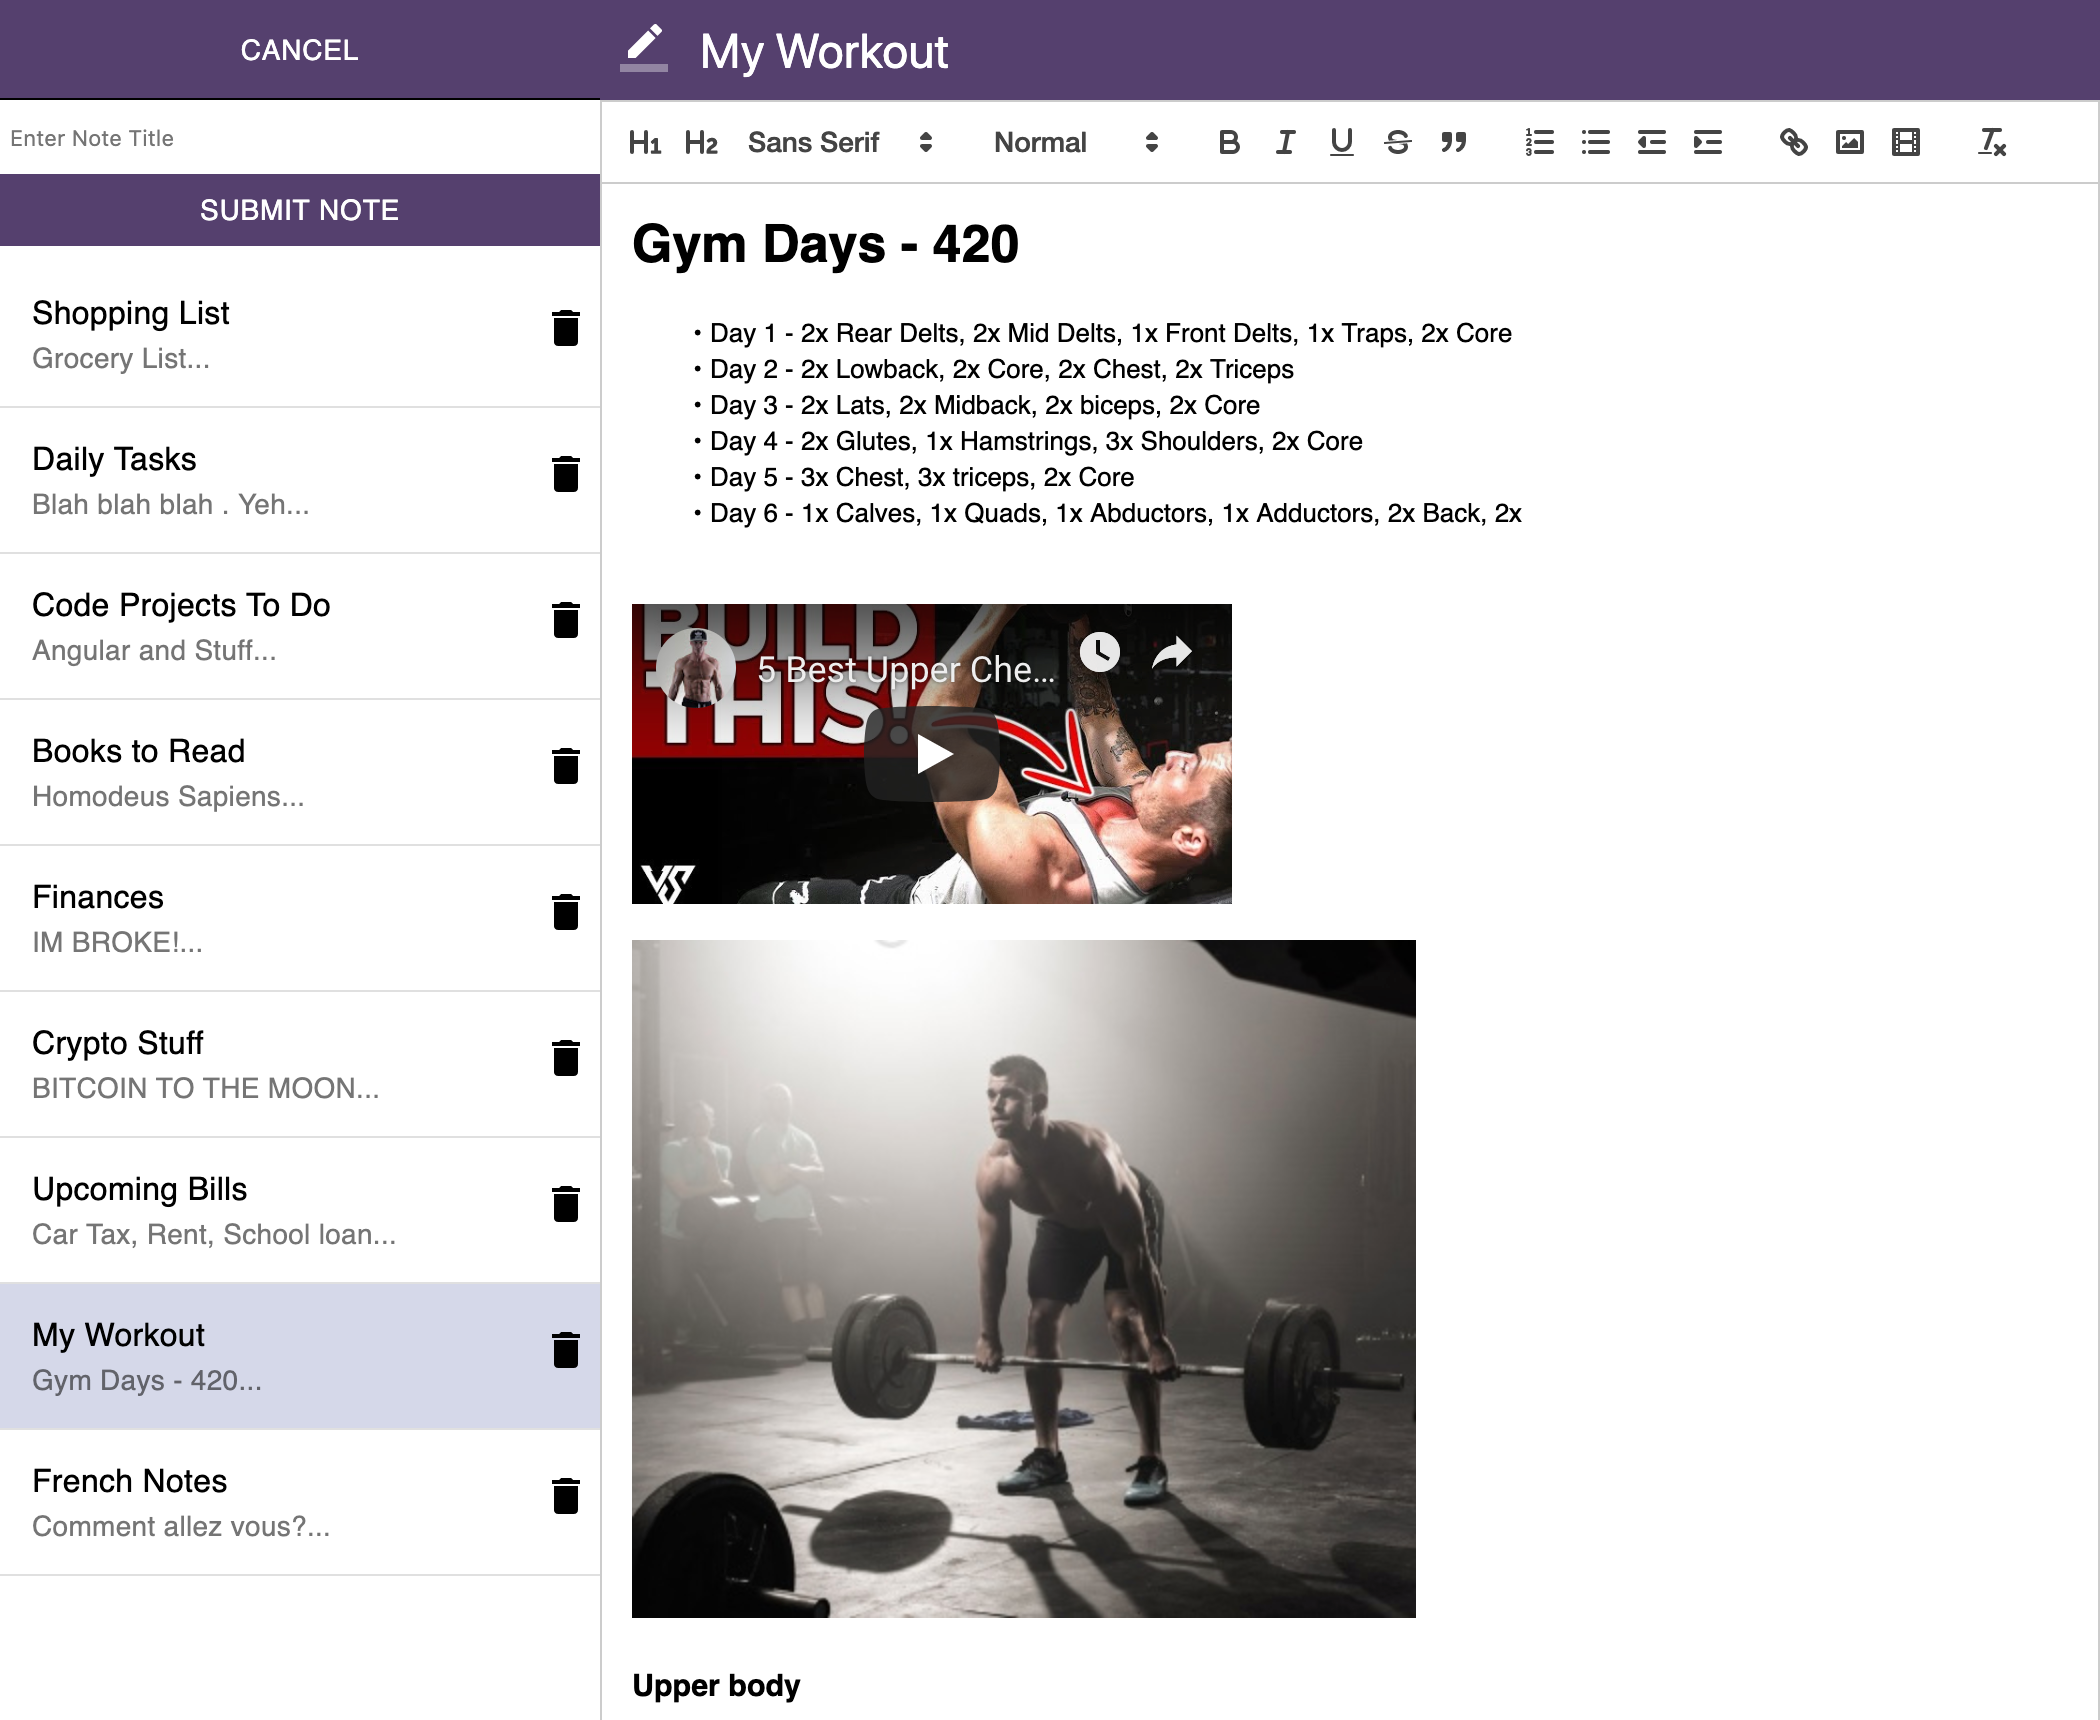 CANCEL
My Workout
Enter Note Title
SUBMIT NOTE
Shopping List
Grocery List...
Daily Tasks
Blah blah blah . Yeh...
Code Projects To Do
Angular and Stuff...
Books to Read
Homodeus Sapiens...
Finances
IM BROKE!...
Crypto Stuff
BITCOIN TO THE MOON...
Upcoming Bills
Car Tax, Rent, School loan...
My Workout
Gym Days - 420...
French Notes
Comment allez vous?...
H1 H2 Sans Serif Normal B I U S
Gym Days - 420
• Day 1 - 2x Rear Delts, 2x Mid Delts, 1x Front Delts, 1x Traps, 2x Core
• Day 2 - 2x Lowback, 2x Core, 2x Chest, 2x Triceps
• Day 3 - 2x Lats, 2x Midback, 2x biceps, 2x Core
• Day 4 - 2x Glutes, 1x Hamstrings, 3x Shoulders, 2x Core
• Day 5 - 3x Chest, 3x triceps, 2x Core
• Day 6 - 1x Calves, 1x Quads, 1x Abductors, 1x Adductors, 2x Back, 2x
BUILD
5 Best Upper Che...
THIS!
VS
Upper body